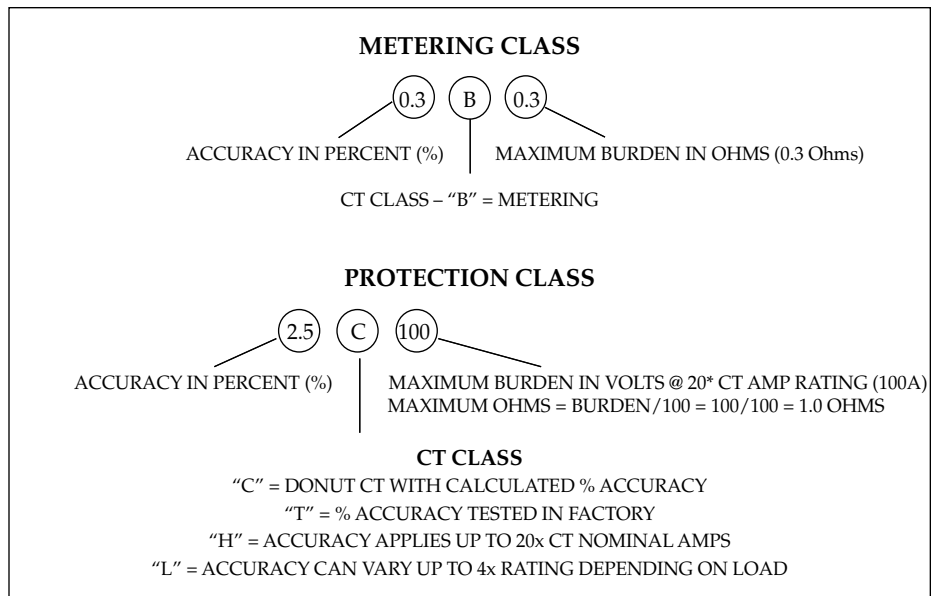 METERING CLASS
0.3 B 0.3
ACCURACY IN PERCENT (%) MAXIMUM BURDEN IN OHMS (0.3 Ohms)
CT CLASS – “B” = METERING
PROTECTION CLASS
2.5 C 100
ACCURACY IN PERCENT (%) MAXIMUM BURDEN IN VOLTS @ 20* CT AMP RATING (100A)
MAXIMUM OHMS = BURDEN/100 = 100/100 = 1.0 OHMS
CT CLASS
“C” = DONUT CT WITH CALCULATED % ACCURACY
“T” = % ACCURACY TESTED IN FACTORY
“H” = ACCURACY APPLIES UP TO 20x CT NOMINAL AMPS
“L” = ACCURACY CAN VARY UP TO 4x RATING DEPENDING ON LOAD